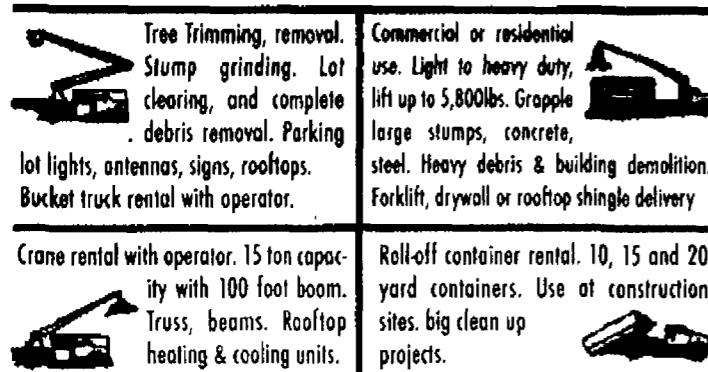 Tree Trimming, removal.
Stump grinding. Lot
clearing, and complete
. debris removal. Parking
lot lights, antennas, signs, rooftops.
Bucket truck rental with operator.
Commercial or residential
use. Light to heavy duty,
lift up to 5,800lbs. Grapple
large stumps, concrete,
steel. Heavy debris & building demolition.
Forklift, drywall or rooftop shingle delivery
Crane rental with operator. 15 ton capac-
ity with 100 foot boom.
Truss, beams. Rooftop
heating & cooling units.
Roll-off container rental. 10, 15 and 20
yard containers. Use at construction
sites. big clean up
projects.